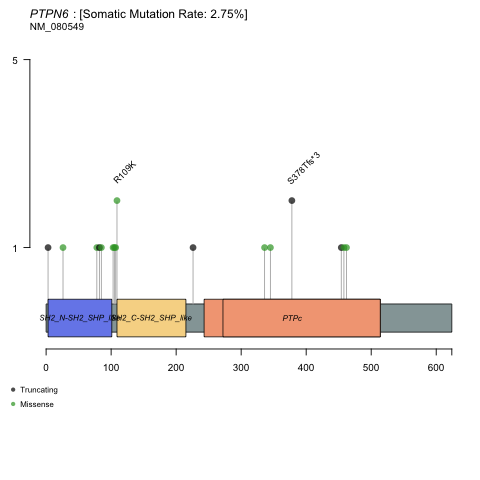 PTPN6 : [Somatic Mutation Rate: 2.75%]
NM_080549
5
R109K
S378Tfs*3
1
SH2_N-SH2_SHP_like
SH2_C-SH2_SHP_like
PTPc
0 100 200 300 400 500 600
Truncating
Missense